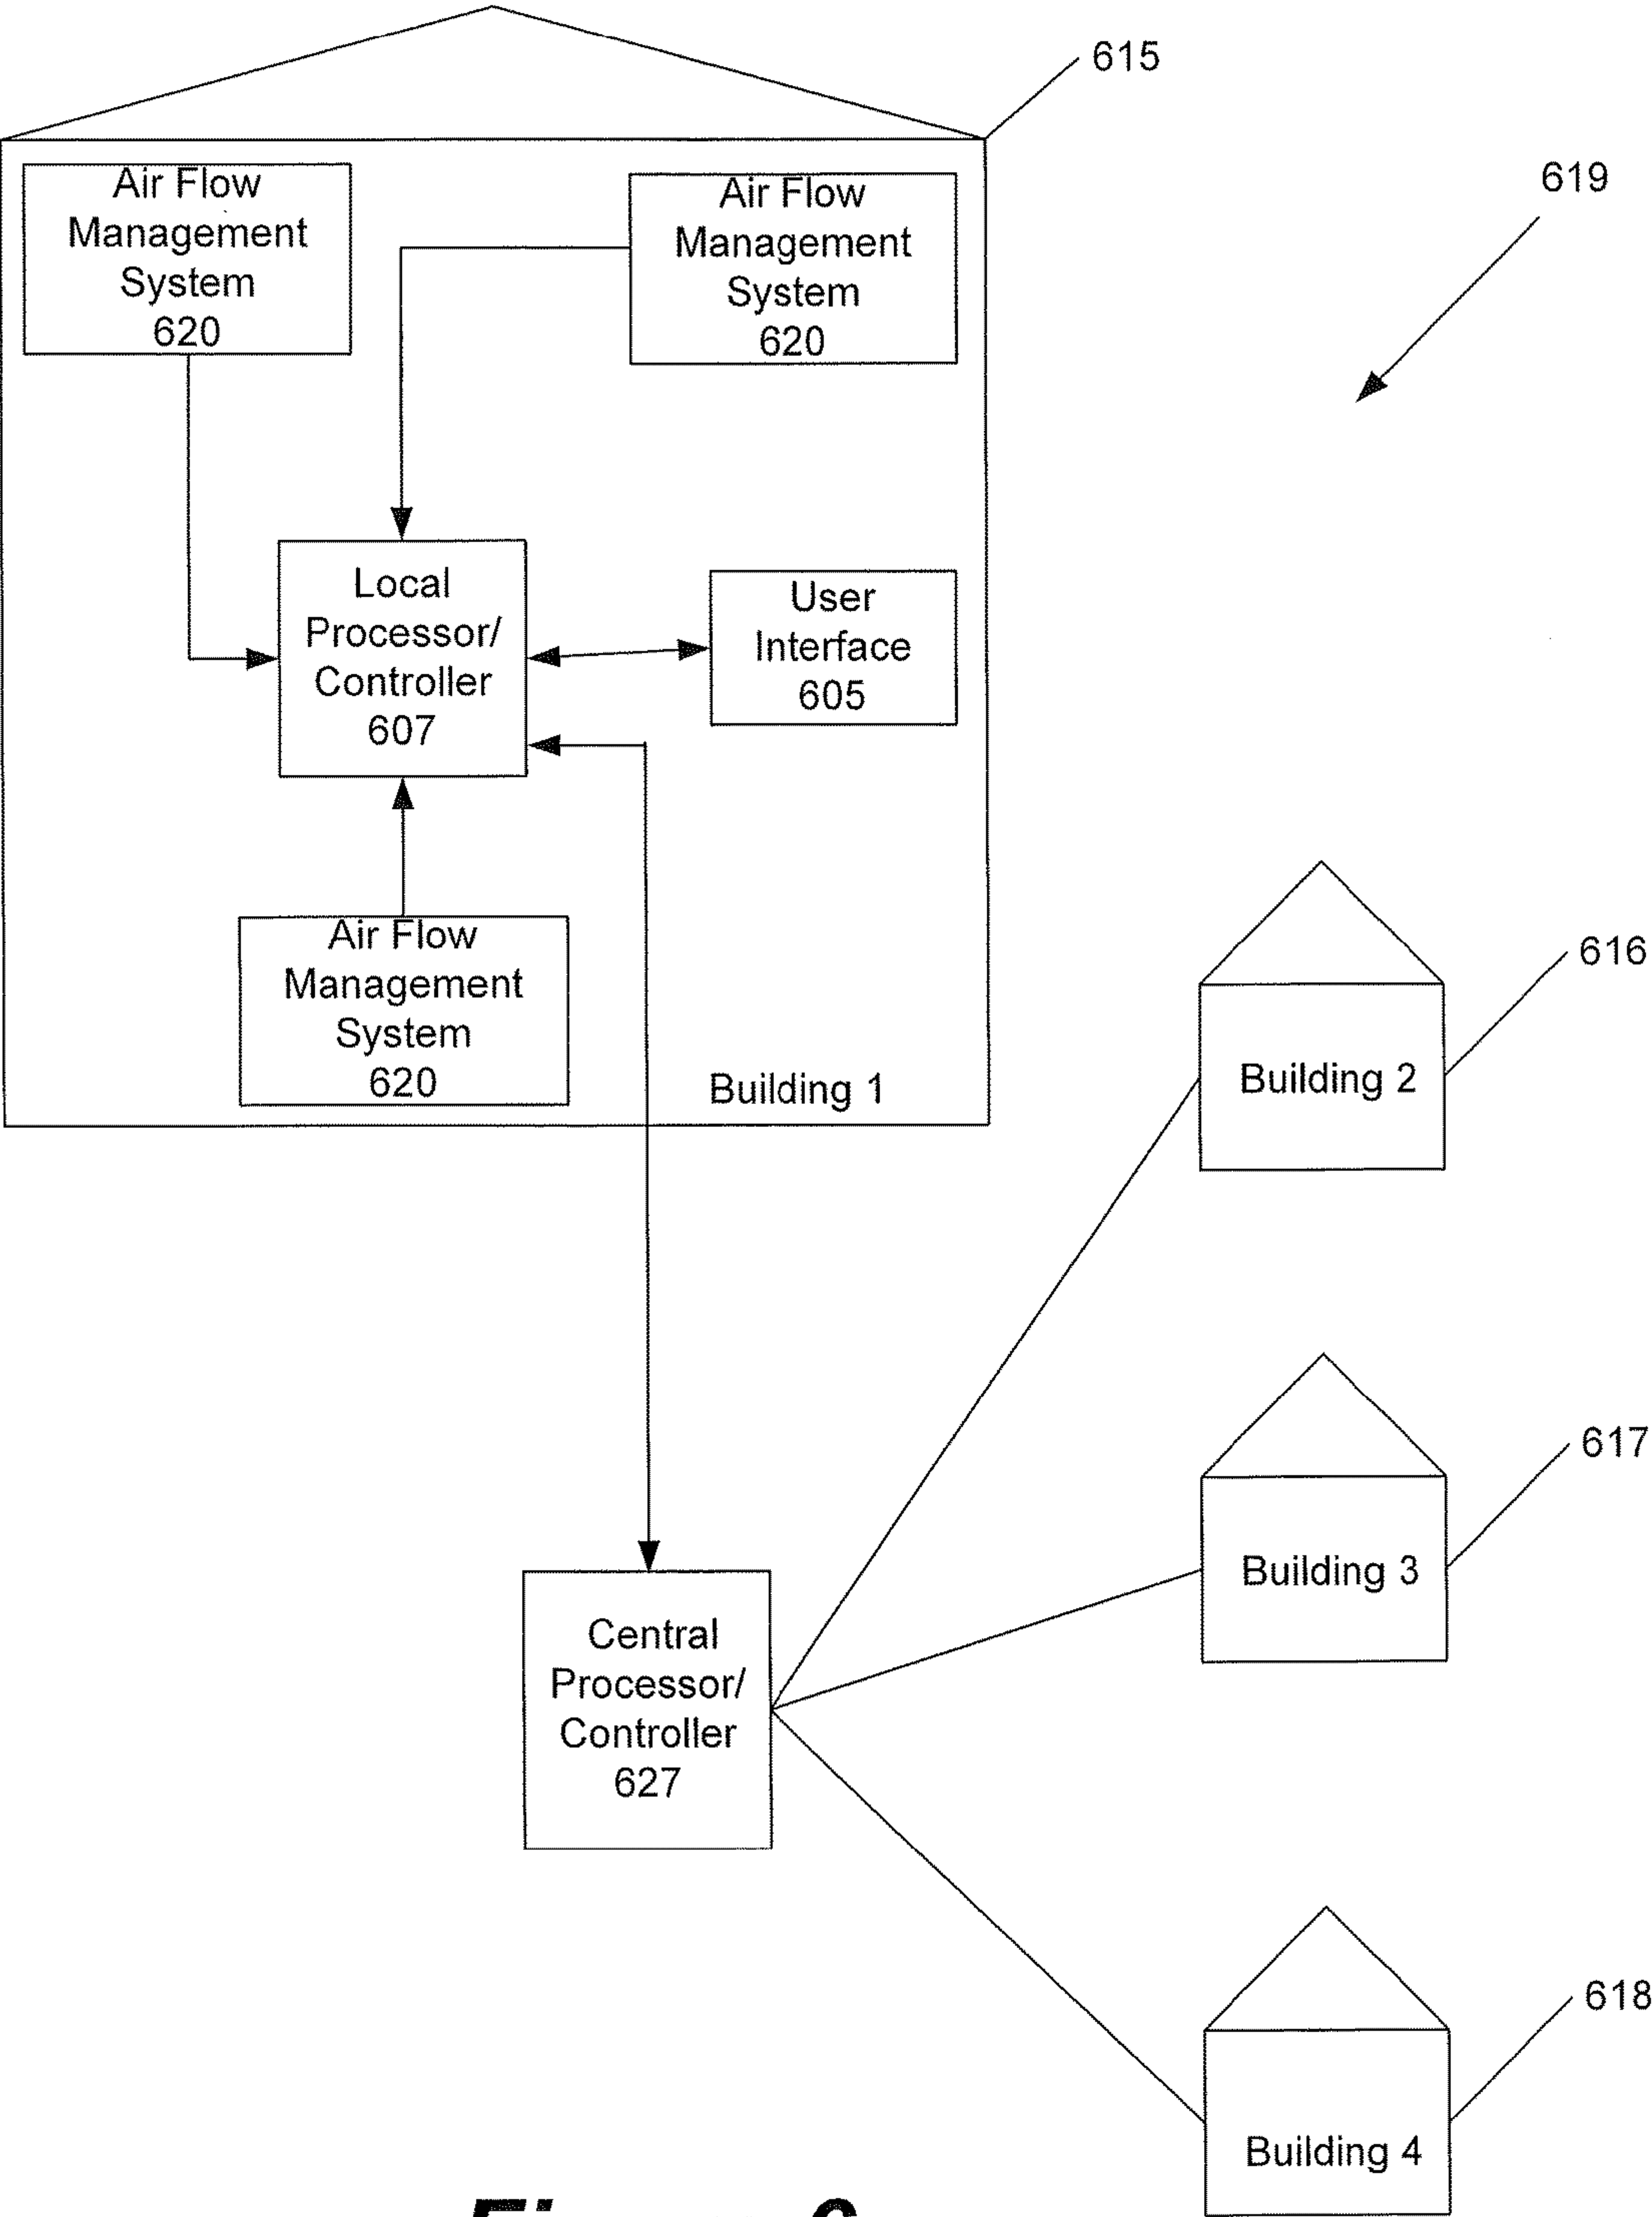 615
619
Air Flow
Management
System
620
Air Flow
Management
System
620
Local
Processor/
Controller
607
User
Interface
605
Air Flow
Management
System
620
Building 1
616
Building 2
617
Building 3
Central
Processor/
Controller
627
618
Building 4